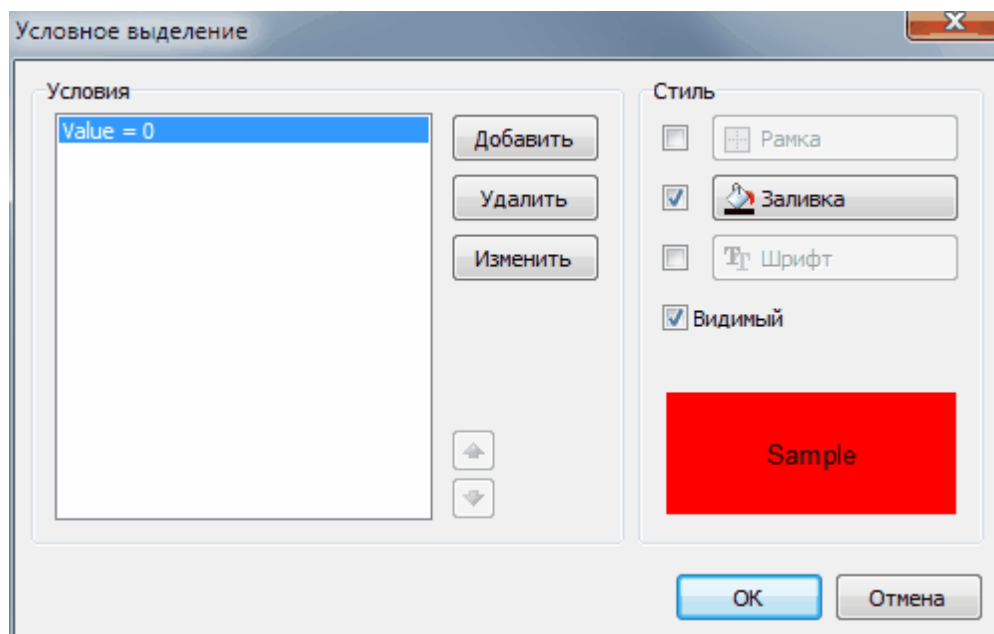 Условное выделение
Условия
Value = 0
Добавить
Удалить
Изменить
Стиль
Рамка
Заливка
Шрифт
Видимый
Sample
OK
Отмена